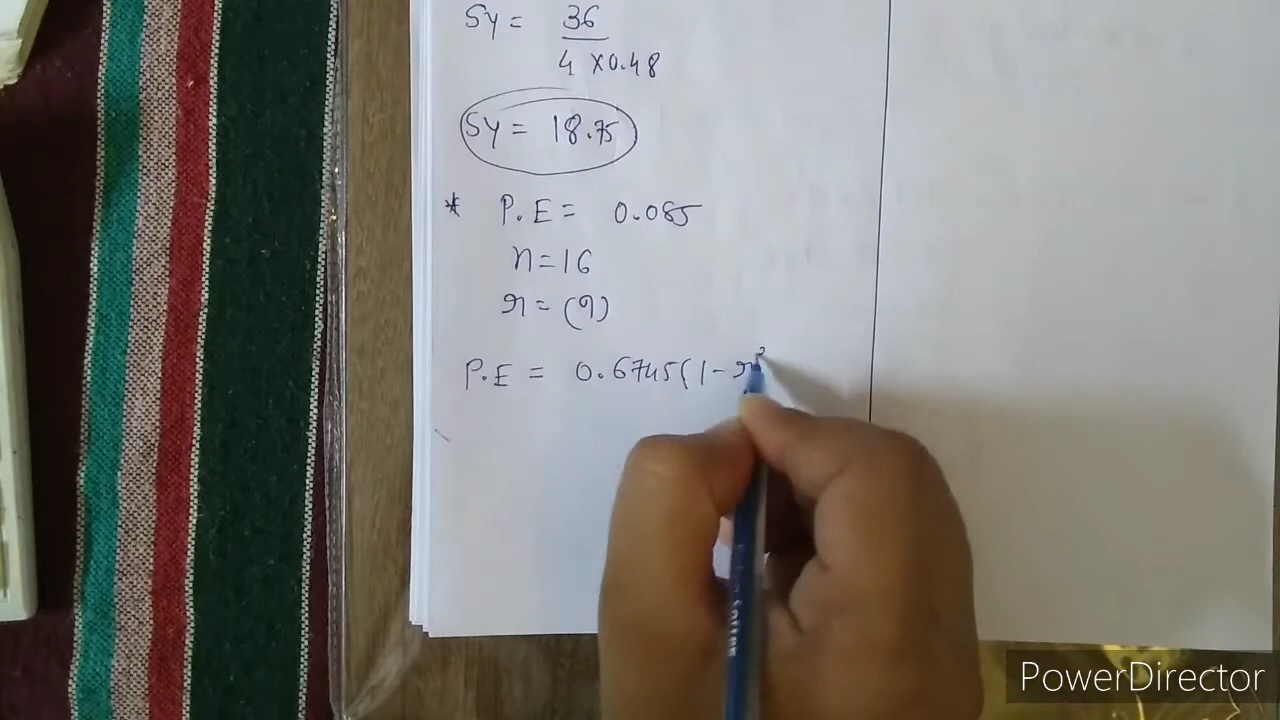 Sy = 36
4 × 0.48
Sy = 18.75
* P.E = 0.085
n = 16
r = (?)
P.E = 0.6745 (1 - r²
PowerDirector